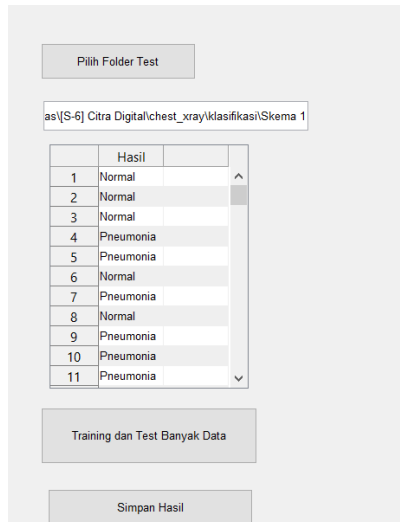 Pilih Folder Test
as\[S-6] Citra Digital\chest_xray\klasifikasi\Skema 1
Hasil
1 Normal
2 Normal
3 Normal
4 Pneumonia
5 Pneumonia
6 Normal
7 Pneumonia
8 Normal
9 Pneumonia
10 Pneumonia
11 Pneumonia
Training dan Test Banyak Data
Simpan Hasil